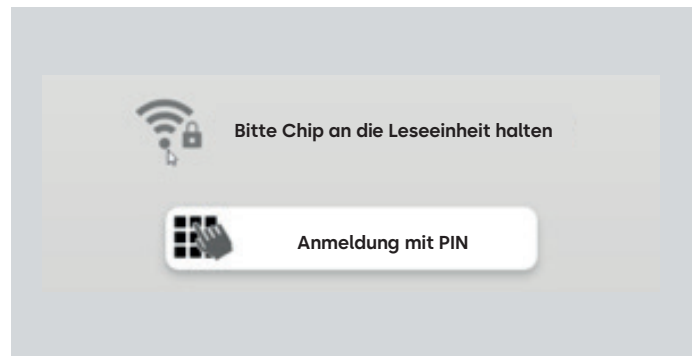 Bitte Chip an die Leseeinheit halten
Anmeldung mit PIN